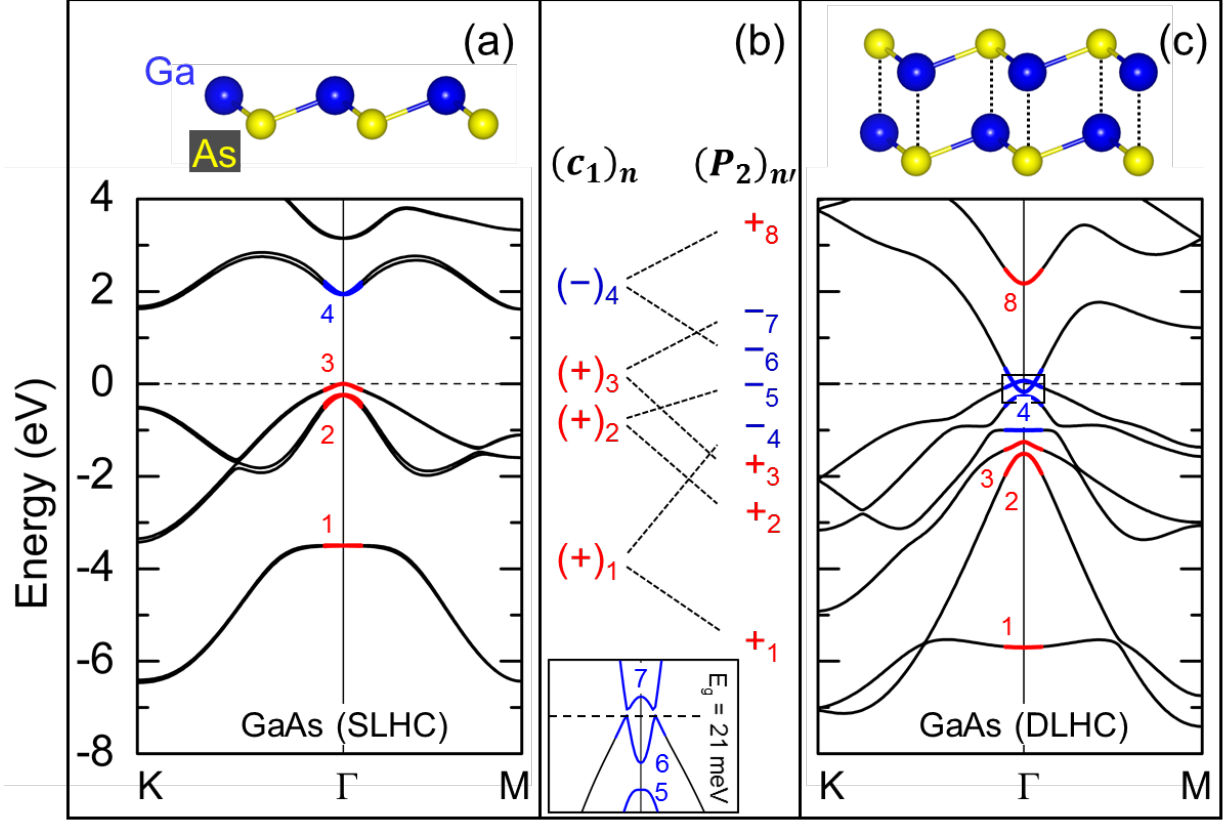 (a)
Ga
As
Energy (eV)
4
2
0
-2
-4
-6
-8
4
3
2
1
GaAs (SLHC)
K
Γ
M
(b)
(c₁)ₙ
(P₂)ₙ′
+₈
(−)₄
−₇
−₆
(+)₃
−₅
(+)₂
−₄
+₃
+₂
(+)₁
+₁
7
6
5
E_g = 21 meV
(c)
8
4
3
2
1
GaAs (DLHC)
K
Γ
M